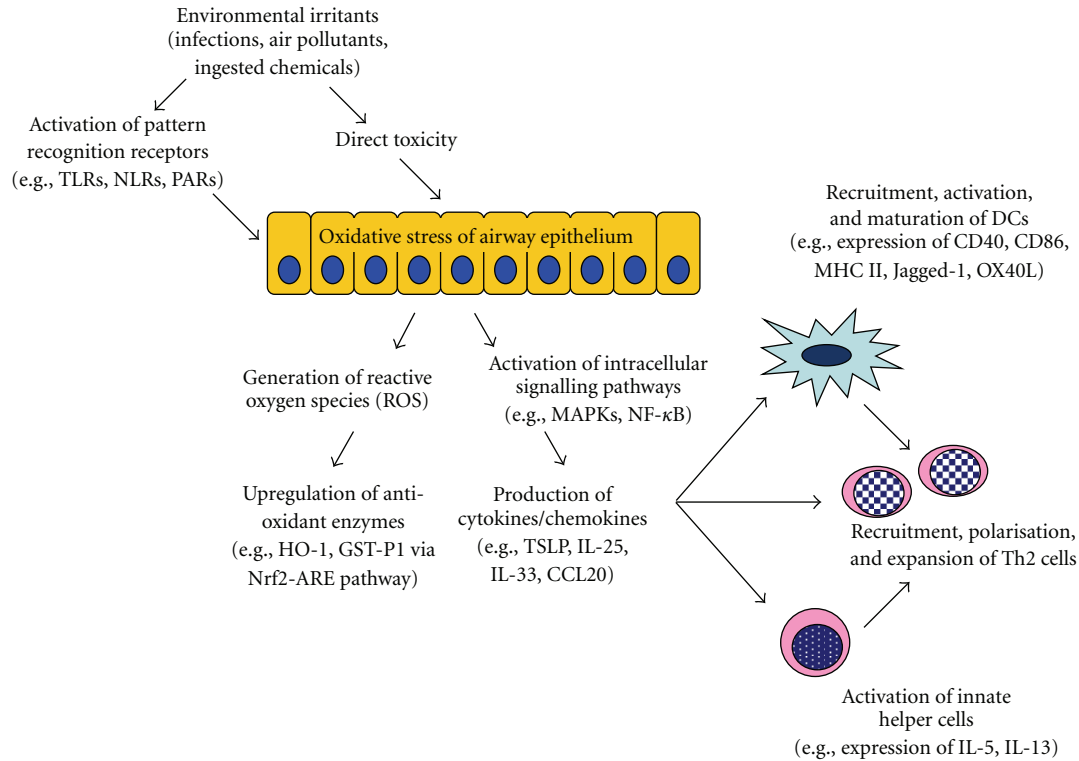 Environmental irritants
(infections, air pollutants,
ingested chemicals)
Activation of pattern
recognition receptors
(e.g., TLRs, NLRs, PARs)
Direct toxicity
Oxidative stress of airway epithelium
Generation of reactive
oxygen species (ROS)
Activation of intracellular
signalling pathways
(e.g., MAPKs, NF-κB)
Upregulation of anti-
oxidant enzymes
(e.g., HO-1, GST-P1 via
Nrf2-ARE pathway)
Production of
cytokines/chemokines
(e.g., TSLP, IL-25,
IL-33, CCL20)
Recruitment, activation,
and maturation of DCs
(e.g., expression of CD40, CD86,
MHC II, Jagged-1, OX40L)
Recruitment, polarisation,
and expansion of Th2 cells
Activation of innate
helper cells
(e.g., expression of IL-5, IL-13)